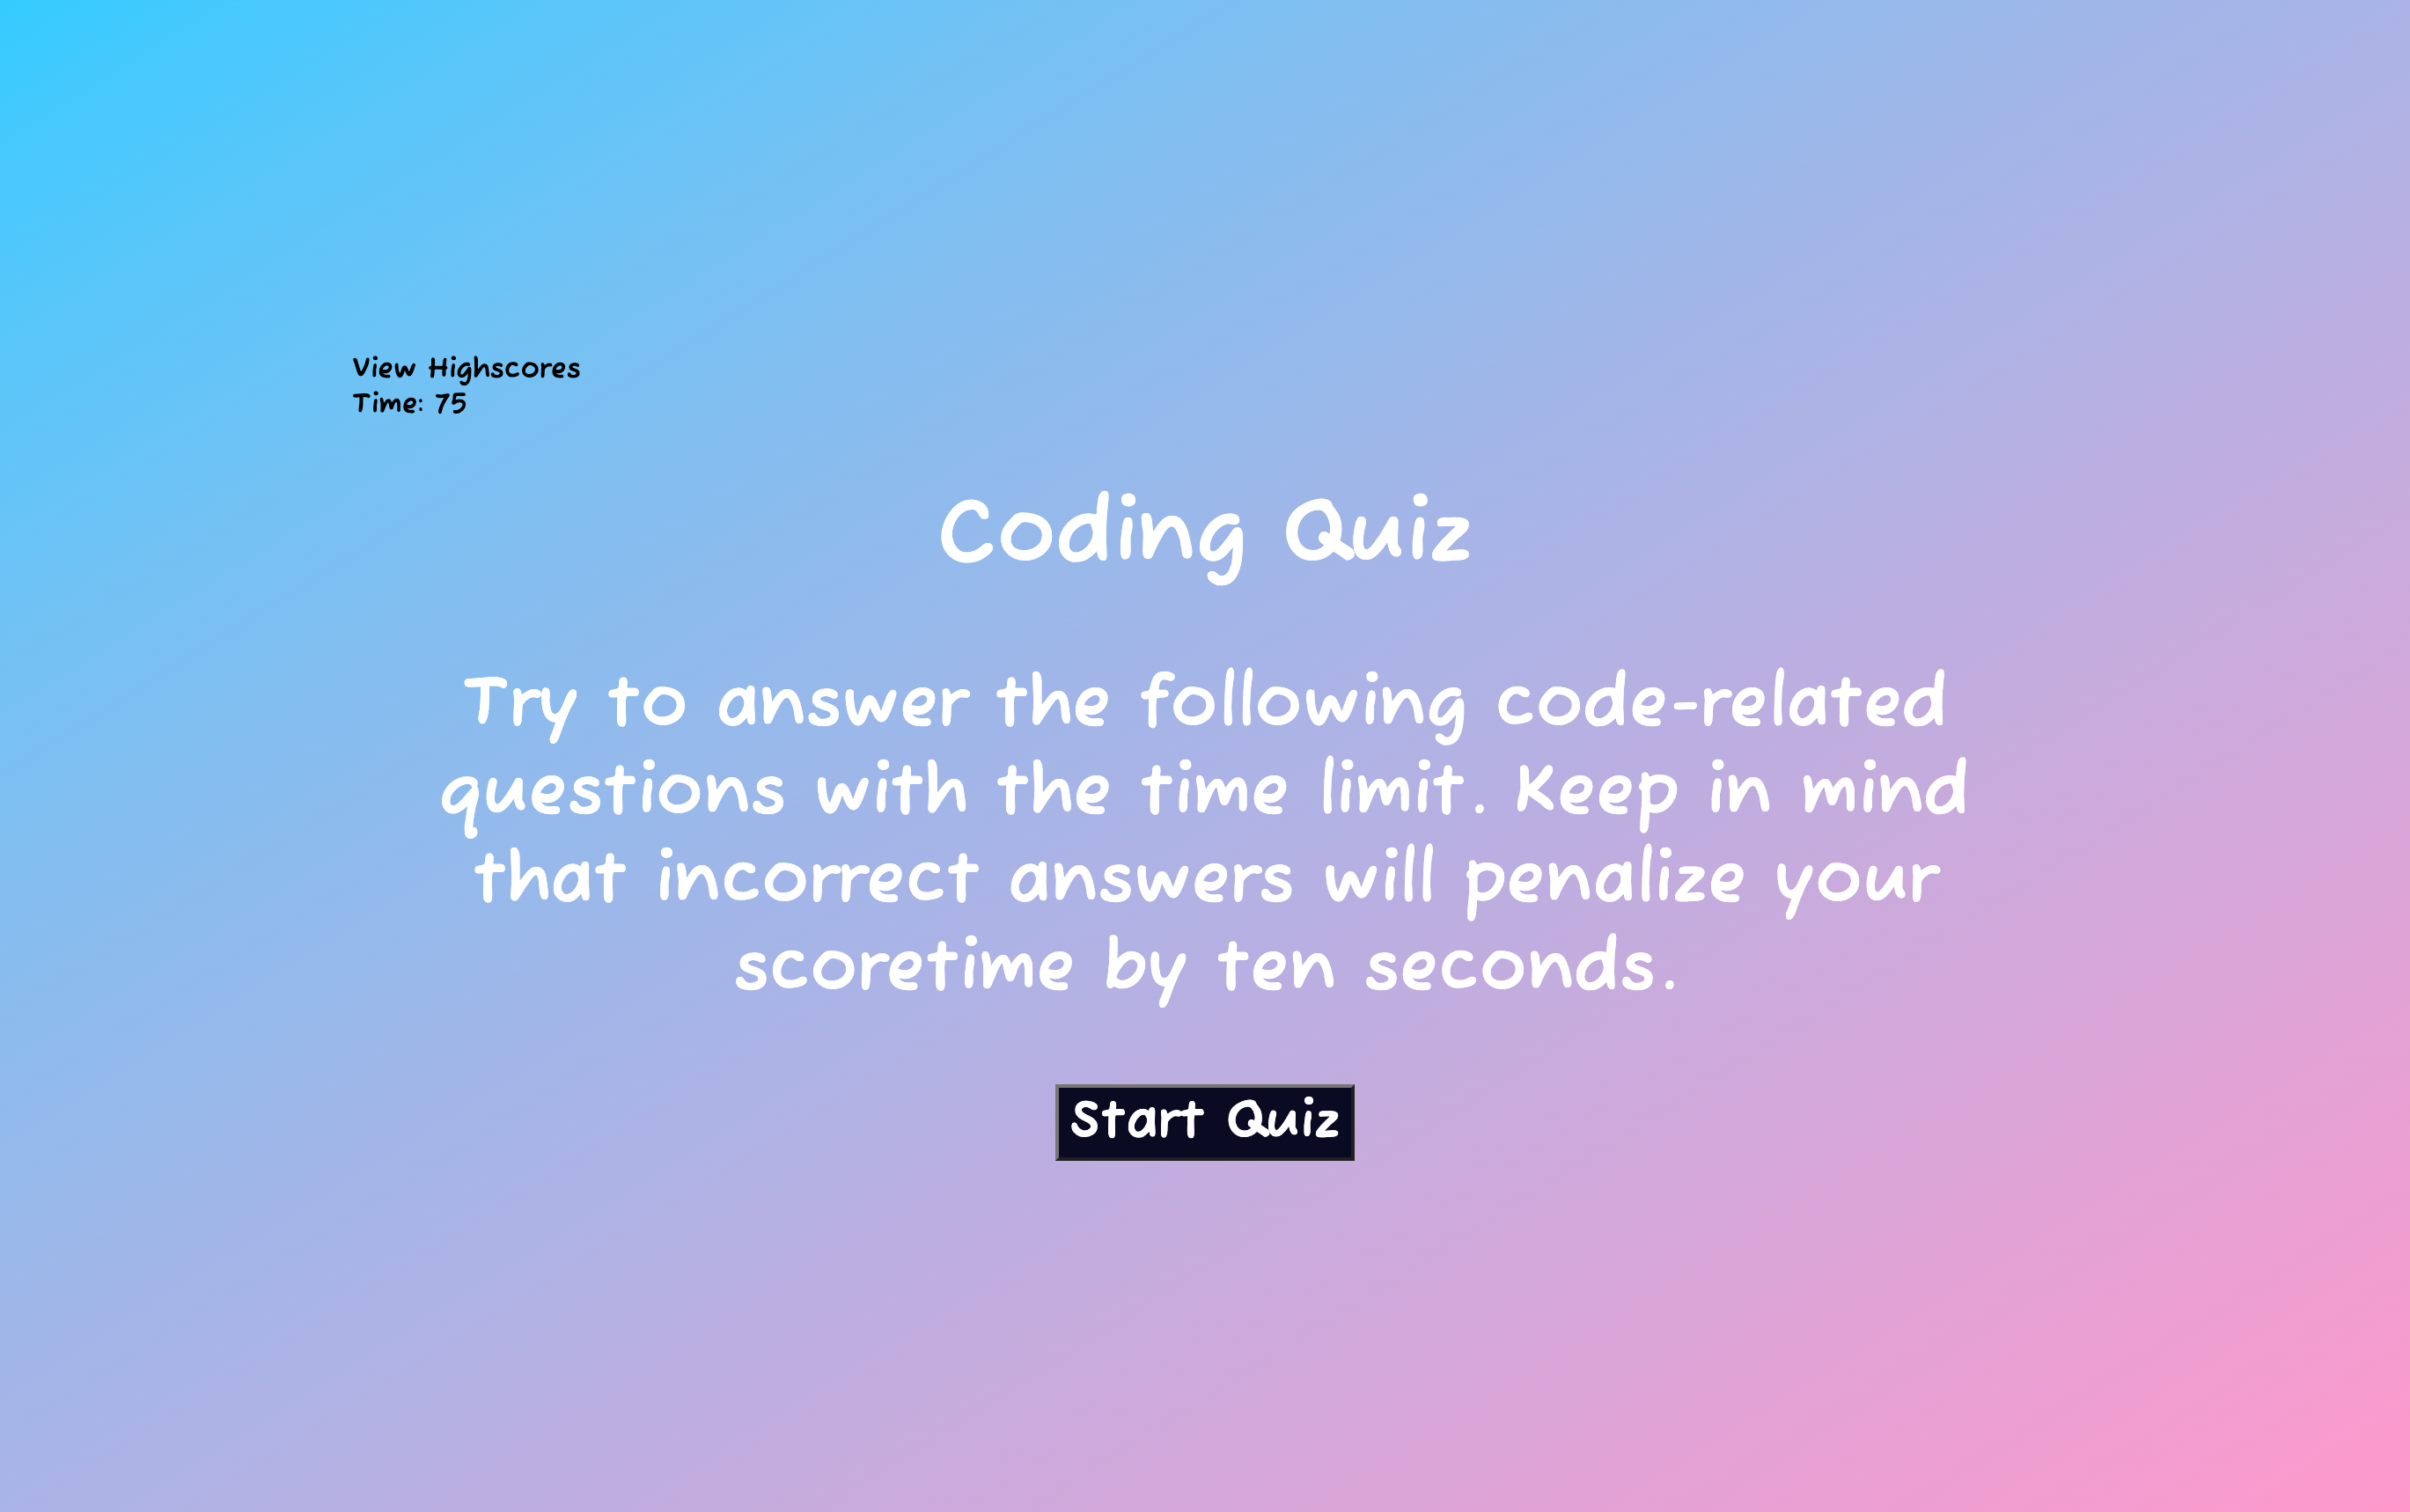 View Highscores
Time: 75
Coding Quiz
Try to answer the following code-related
questions with the time limit. Keep in mind
that incorrect answers will penalize your
scoretime by ten seconds.
Start Quiz